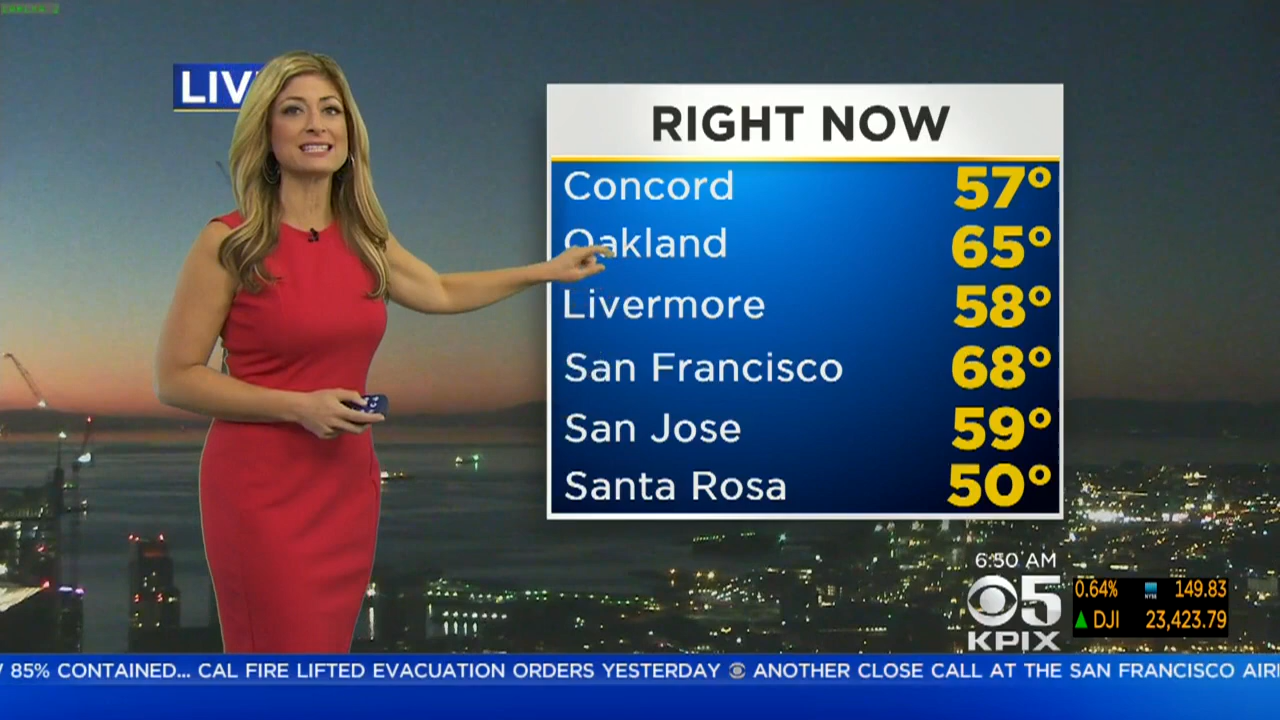 LIV
RIGHT NOW
Concord 57°
Oakland 65°
Livermore 58°
San Francisco 68°
San Jose 59°
Santa Rosa 50°
6:50 AM
5
KPIX
0.64% NYSE 149.83
▲ DJI 23,423.79
85% CONTAINED... CAL FIRE LIFTED EVACUATION ORDERS YESTERDAY ANOTHER CLOSE CALL AT THE SAN FRANCISCO AIR